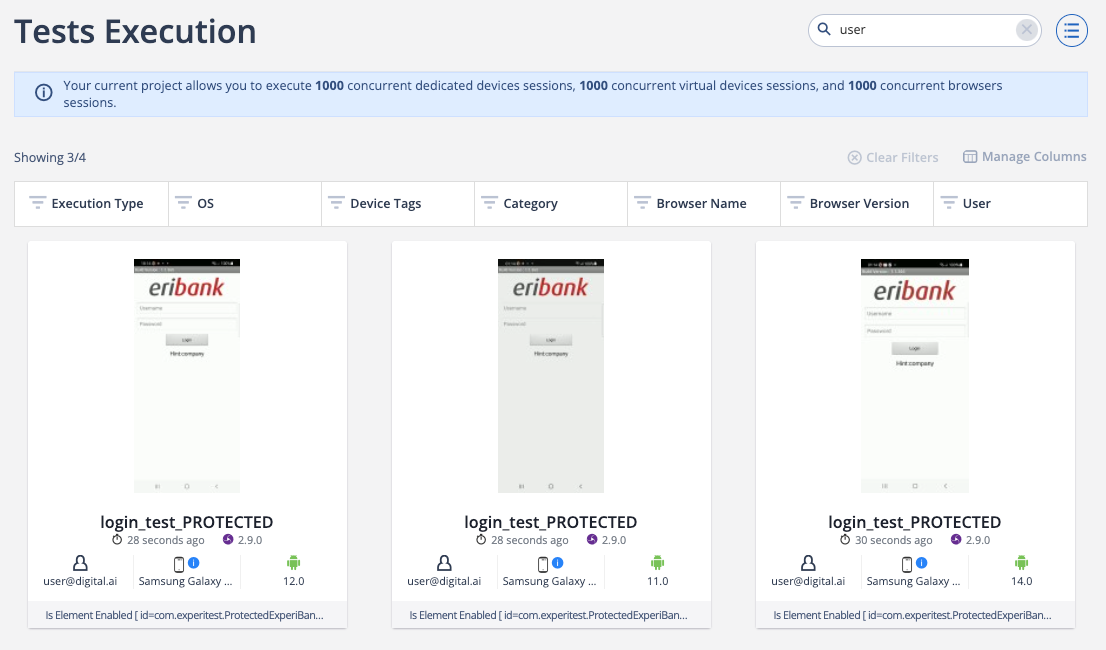 Tests Execution
user
Your current project allows you to execute 1000 concurrent dedicated devices sessions, 1000 concurrent virtual devices sessions, and 1000 concurrent browsers
sessions.
Showing 3/4
Clear Filters
Manage Columns
Execution Type
OS
Device Tags
Category
Browser Name
Browser Version
User
eribank
Username
Password
Login
Hint:company
login_test_PROTECTED
28 seconds ago
2.9.0
user@digital.ai
Samsung Galaxy ...
12.0
Is Element Enabled [ id=com.experitest.ProtectedExperiBan...
eribank
Username
Password
Login
Hint:company
login_test_PROTECTED
28 seconds ago
2.9.0
user@digital.ai
Samsung Galaxy ...
11.0
Is Element Enabled [ id=com.experitest.ProtectedExperiBan...
eribank
Username
Password
Login
Hint:company
login_test_PROTECTED
30 seconds ago
2.9.0
user@digital.ai
Samsung Galaxy ...
14.0
Is Element Enabled [ id=com.experitest.ProtectedExperiBan...